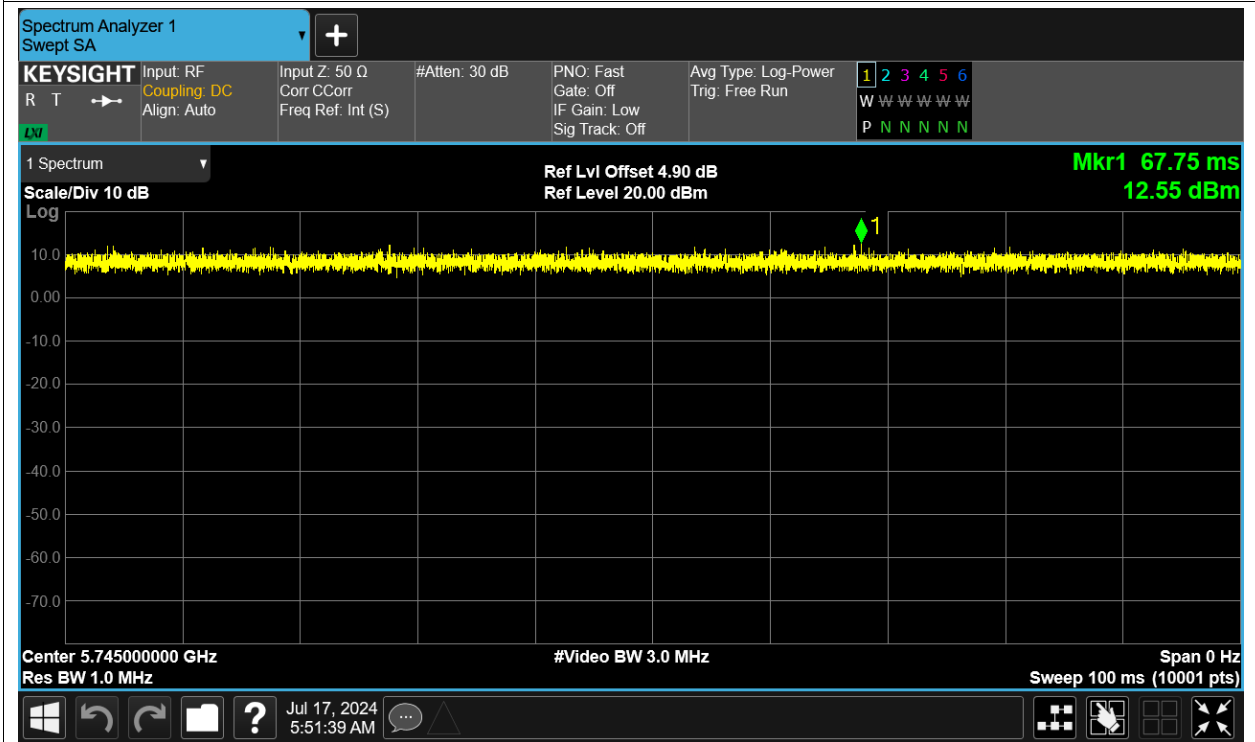 Spectrum Analyzer 1
Swept SA
KEYSIGHT
R T
LXI
Input: RF
Coupling: DC
Align: Auto
Input Z: 50 Ω
Corr CCorr
Freq Ref: Int (S)
#Atten: 30 dB
PNO: Fast
Gate: Off
IF Gain: Low
Sig Track: Off
Avg Type: Log-Power
Trig: Free Run
1 2 3 4 5 6
W W W W W W
P N N N N N
1 Spectrum
Scale/Div 10 dB
Ref Lvl Offset 4.90 dB
Ref Level 20.00 dBm
Mkr1 67.75 ms
12.55 dBm
Log
1
10.0
0.00
-10.0
-20.0
-30.0
-40.0
-50.0
-60.0
-70.0
Center 5.745000000 GHz
#Video BW 3.0 MHz
Span 0 Hz
Res BW 1.0 MHz
Sweep 100 ms (10001 pts)
?
Jul 17, 2024
5:51:39 AM